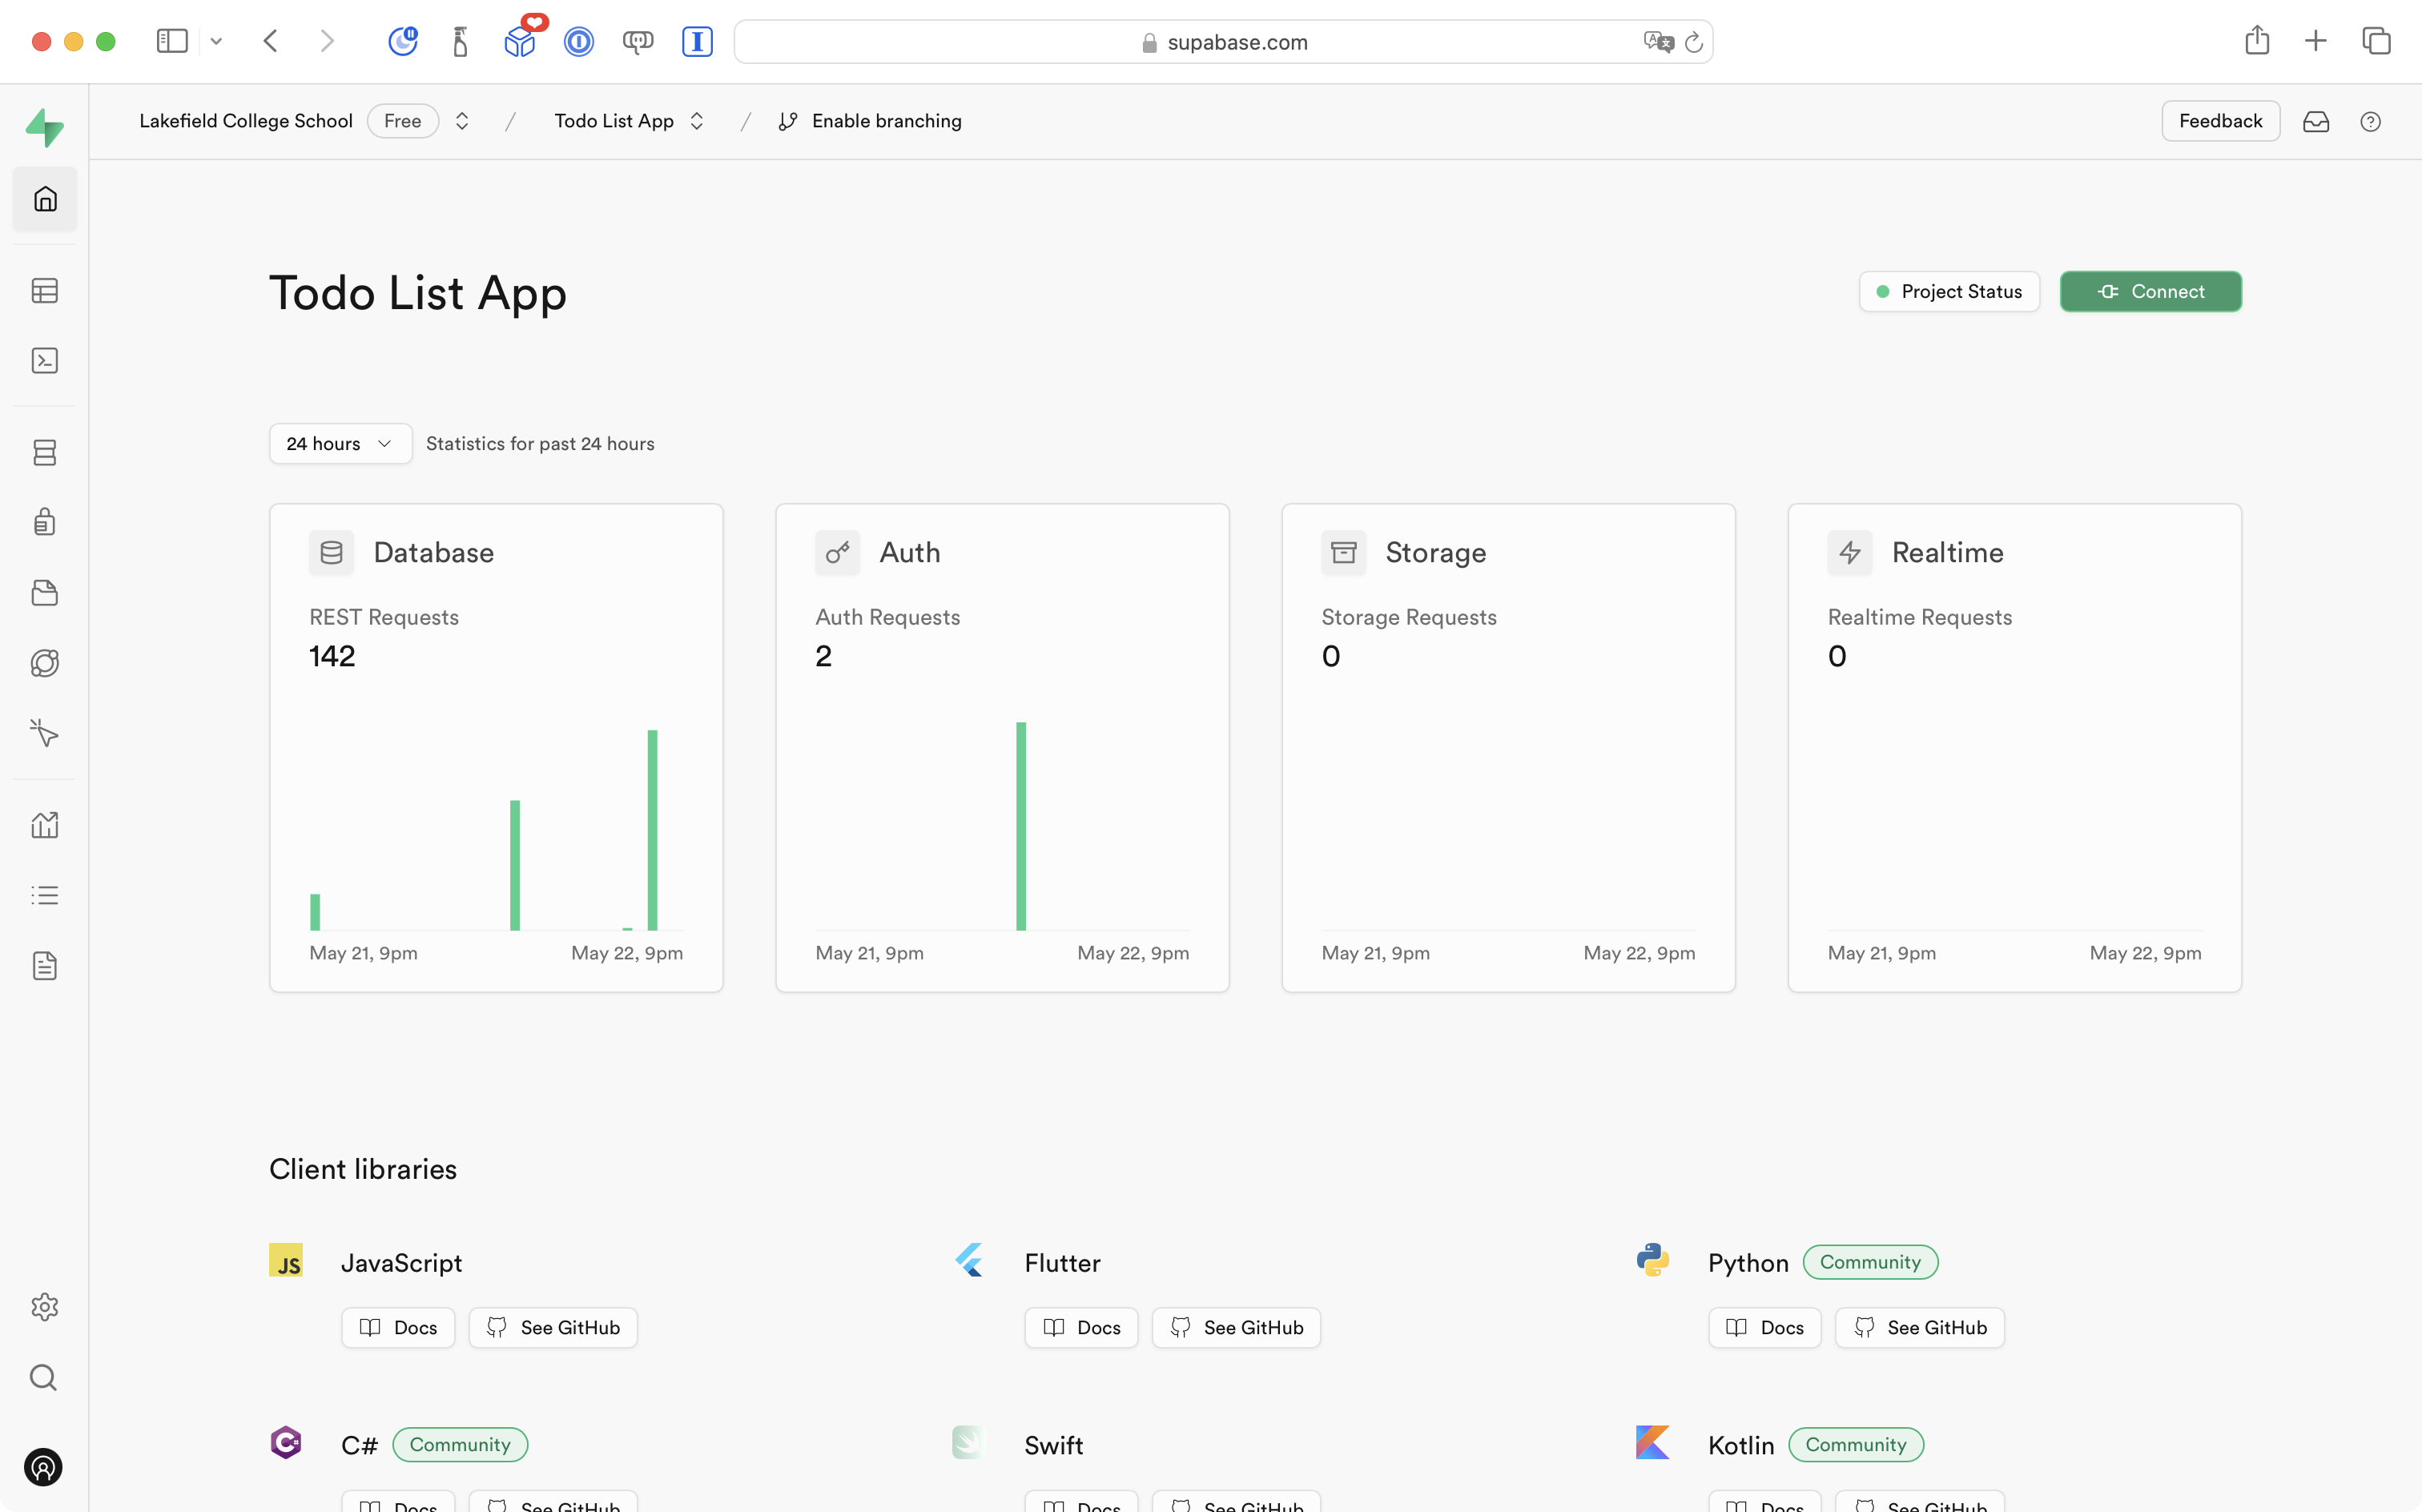 supabase.com
Lakefield College School Free / Todo List App / Enable branching
Feedback
Todo List App
Project Status
Connect
24 hours Statistics for past 24 hours
Database
REST Requests
142
May 21, 9pm May 22, 9pm
Auth
Auth Requests
2
May 21, 9pm May 22, 9pm
Storage
Storage Requests
0
May 21, 9pm May 22, 9pm
Realtime
Realtime Requests
0
May 21, 9pm May 22, 9pm
Client libraries
JS JavaScript
Docs See GitHub
Flutter
Docs See GitHub
Python Community
Docs See GitHub
C# Community
Docs See GitHub
Swift
Docs See GitHub
Kotlin Community
Docs See GitHub